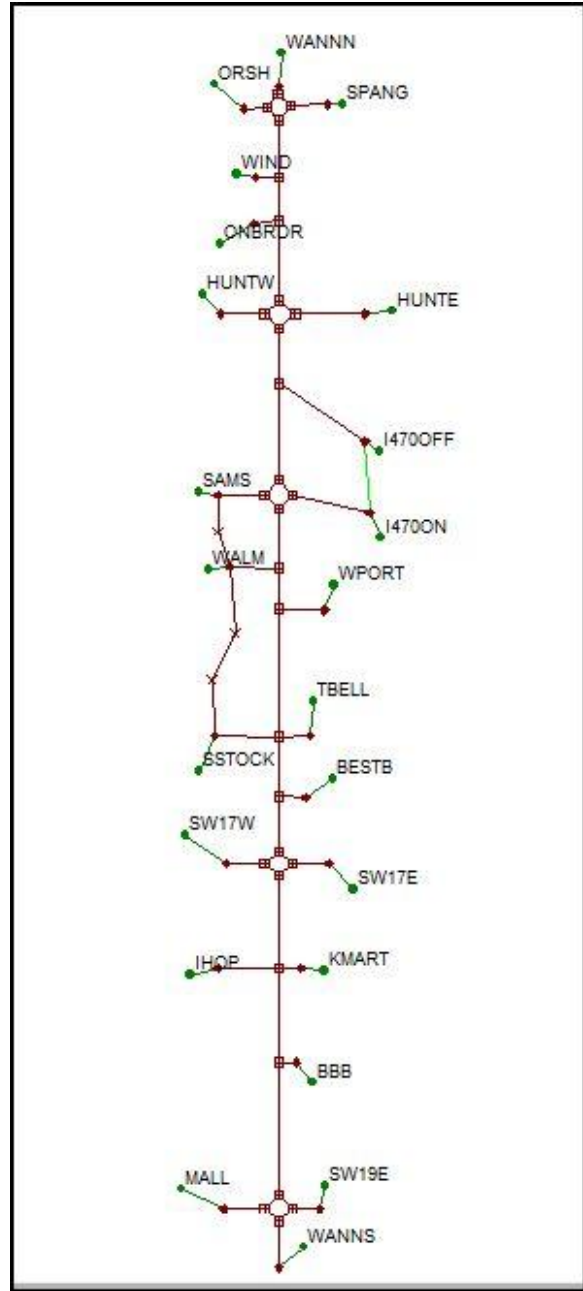 WANNN
ORSH
SPANG
WIND
ONBRDR
HUNTW
HUNTE
I470OFF
SAMS
I470ON
WALM
WPORT
TBELL
SSTOCK
BESTB
SW17W
SW17E
IHOP
KMART
BBB
MALL
SW19E
WANNS